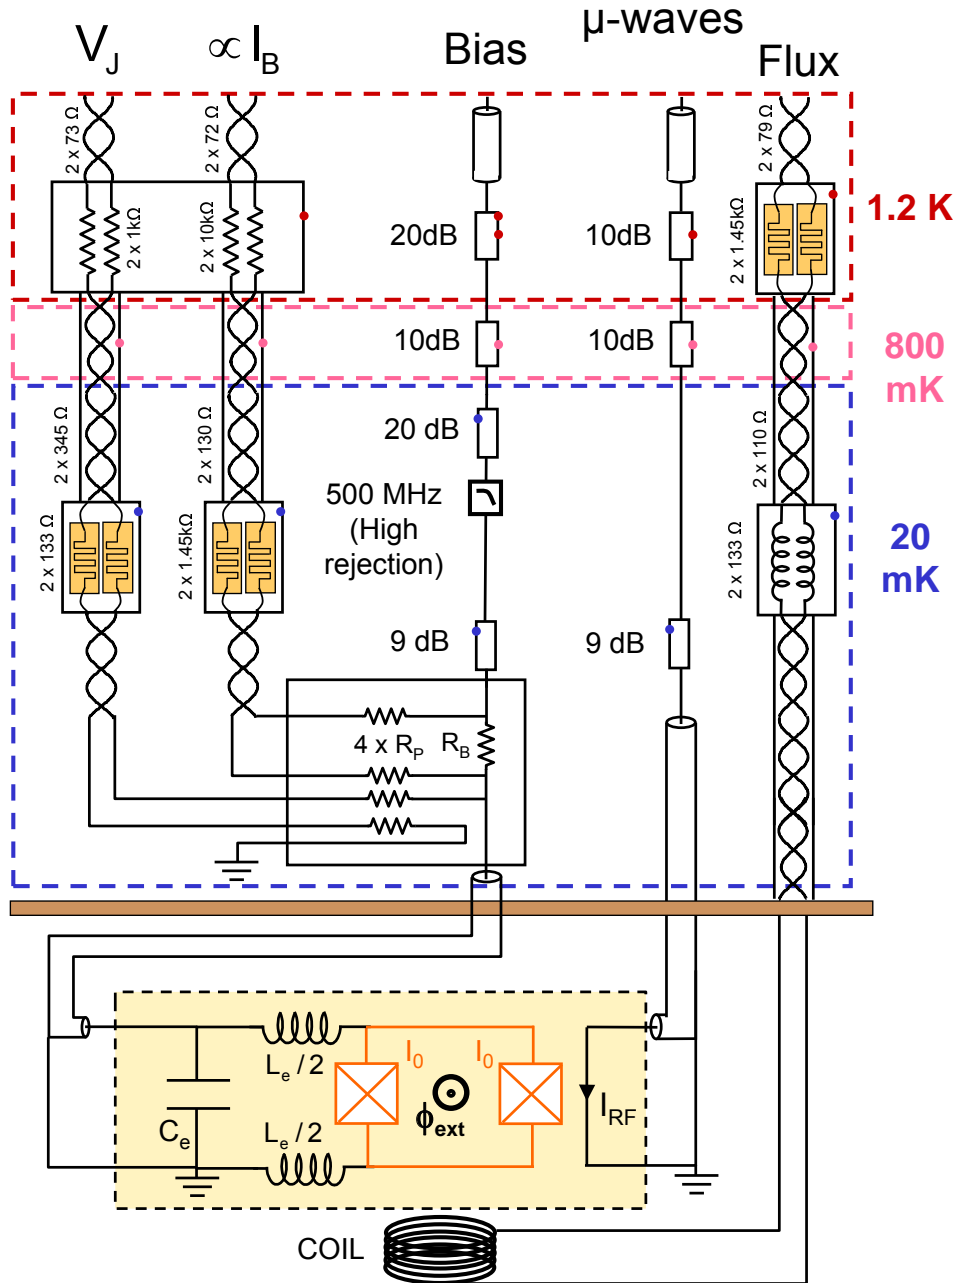 V_J
∝ I_B
Bias
μ-waves
Flux
2 x 73 Ω
2 x 72 Ω
2 x 79 Ω
2 x 1kΩ
2 x 10kΩ
20dB
10dB
2 x 1.45kΩ
1.2 K
10dB
10dB
800
mK
2 x 345 Ω
2 x 130 Ω
20 dB
2 x 110 Ω
500 MHz
(High
rejection)
2 x 133 Ω
2 x 1.45kΩ
2 x 133 Ω
20
mK
9 dB
9 dB
4 x R_P
R_B
L_e / 2
I_0
I_0
ϕ_ext
I_RF
C_e
L_e / 2
COIL